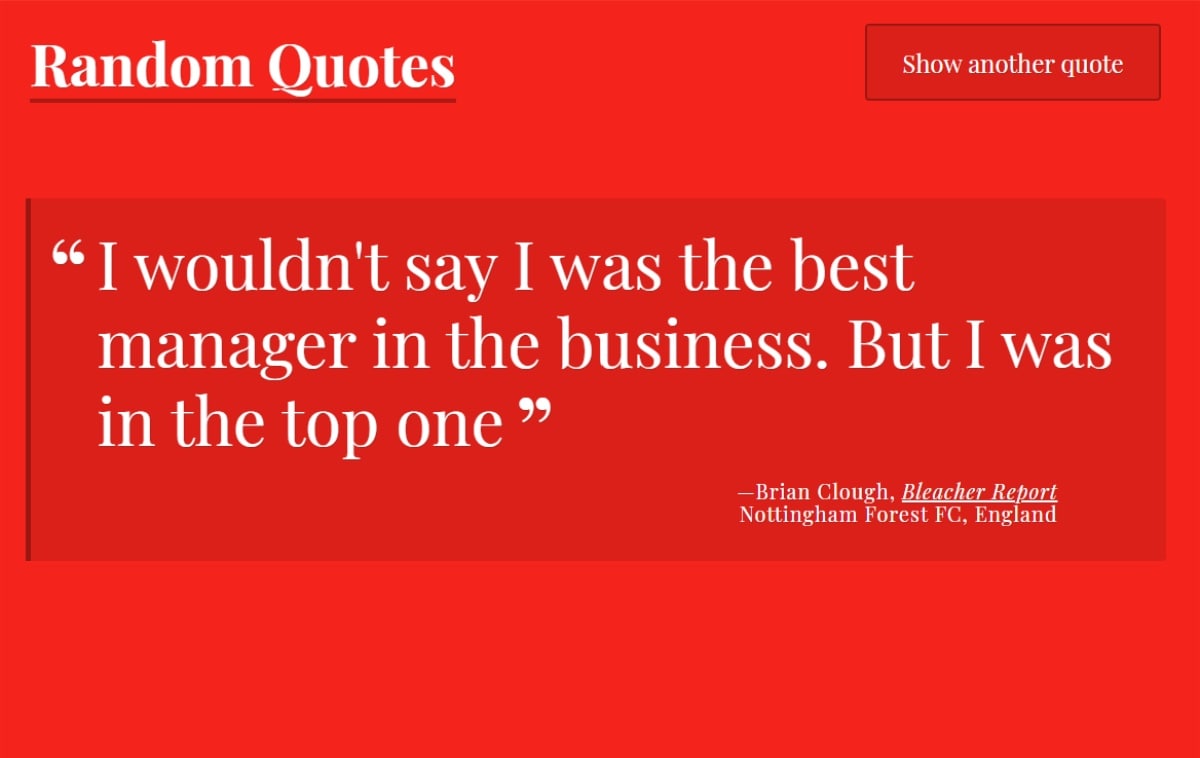 Random Quotes
Show another quote
“ I wouldn't say I was the best
manager in the business. But I was
in the top one ”
—Brian Clough, Bleacher Report
Nottingham Forest FC, England